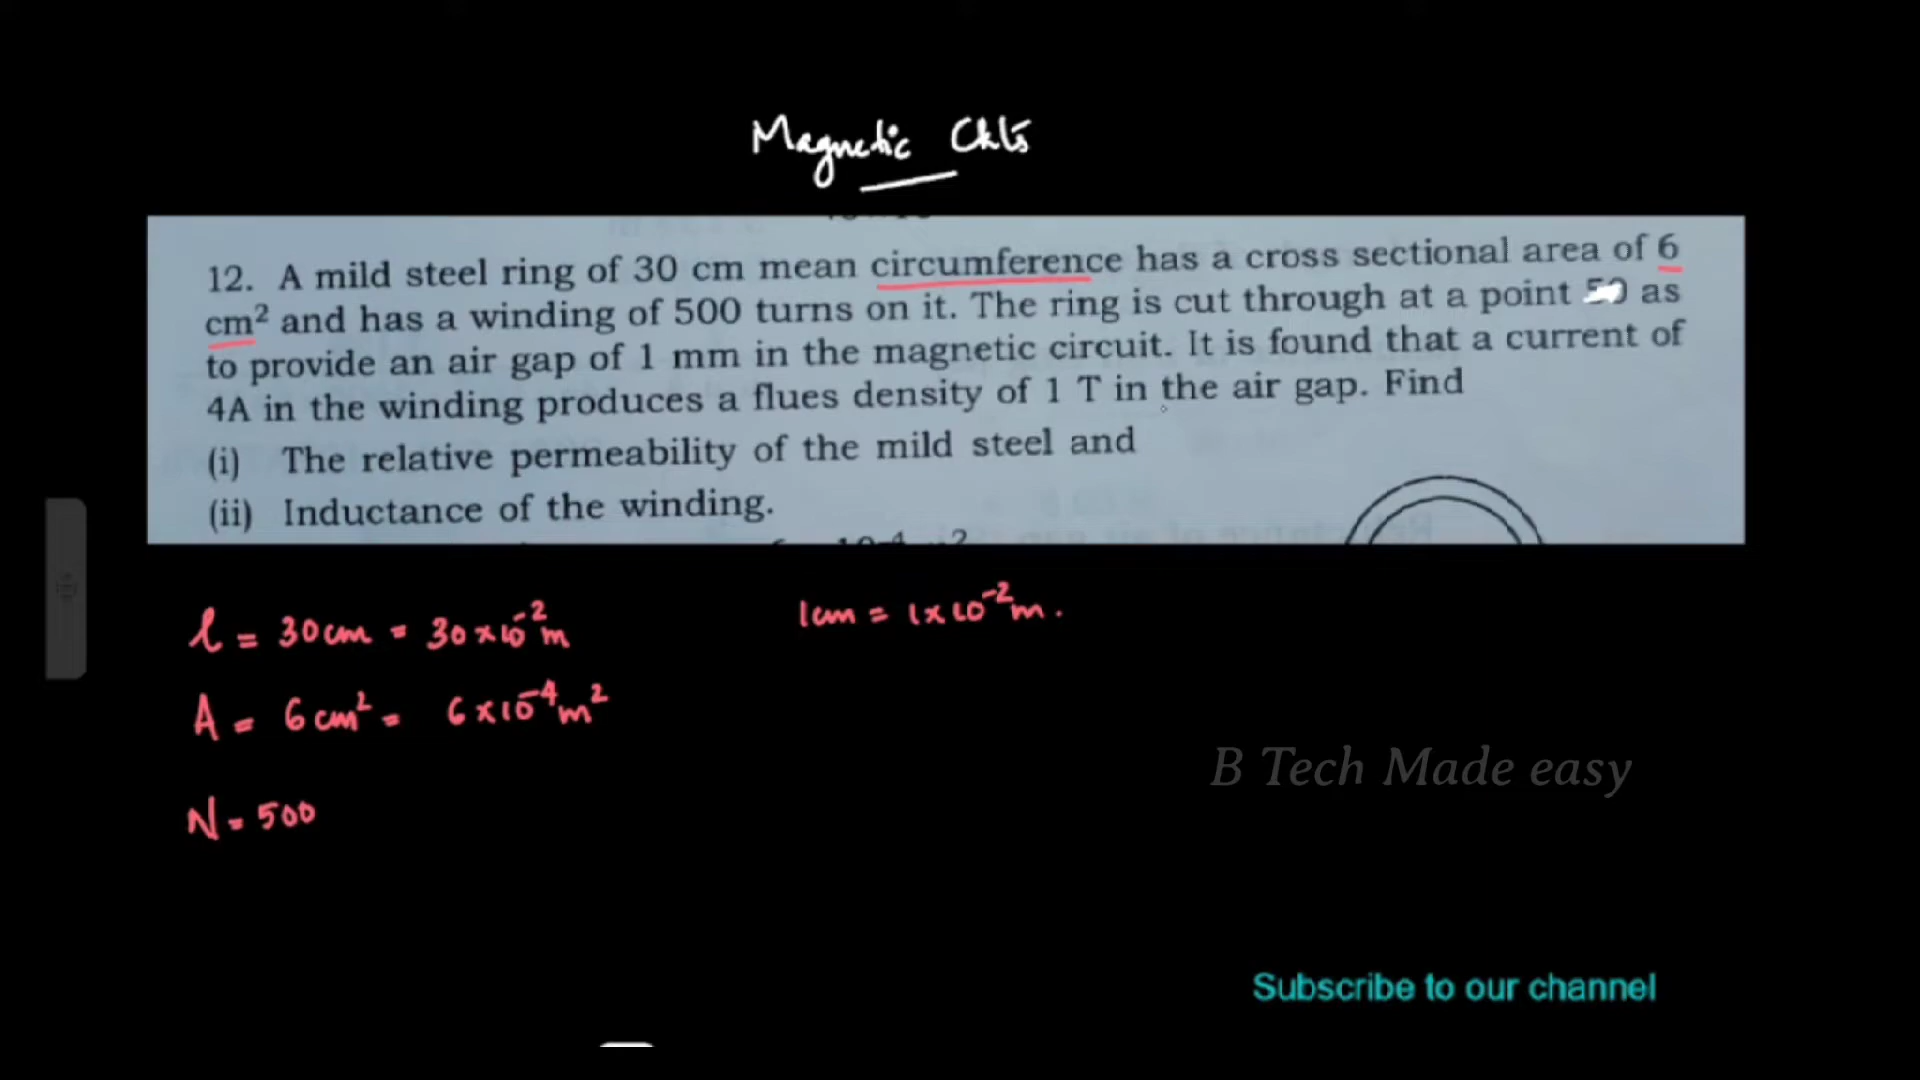 Magnetic Ckts
12. A mild steel ring of 30 cm mean circumference has a cross sectional area of 6
cm² and has a winding of 500 turns on it. The ring is cut through at a point as
to provide an air gap of 1 mm in the magnetic circuit. It is found that a current of
4A in the winding produces a flues density of 1 T in the air gap. Find
(i) The relative permeability of the mild steel and
(ii) Inductance of the winding.
l = 30cm = 30×10⁻²m
1cm = 1×10⁻²m.
A = 6cm² = 6×10⁻⁴m²
N = 500
B Tech Made easy
Subscribe to our channel